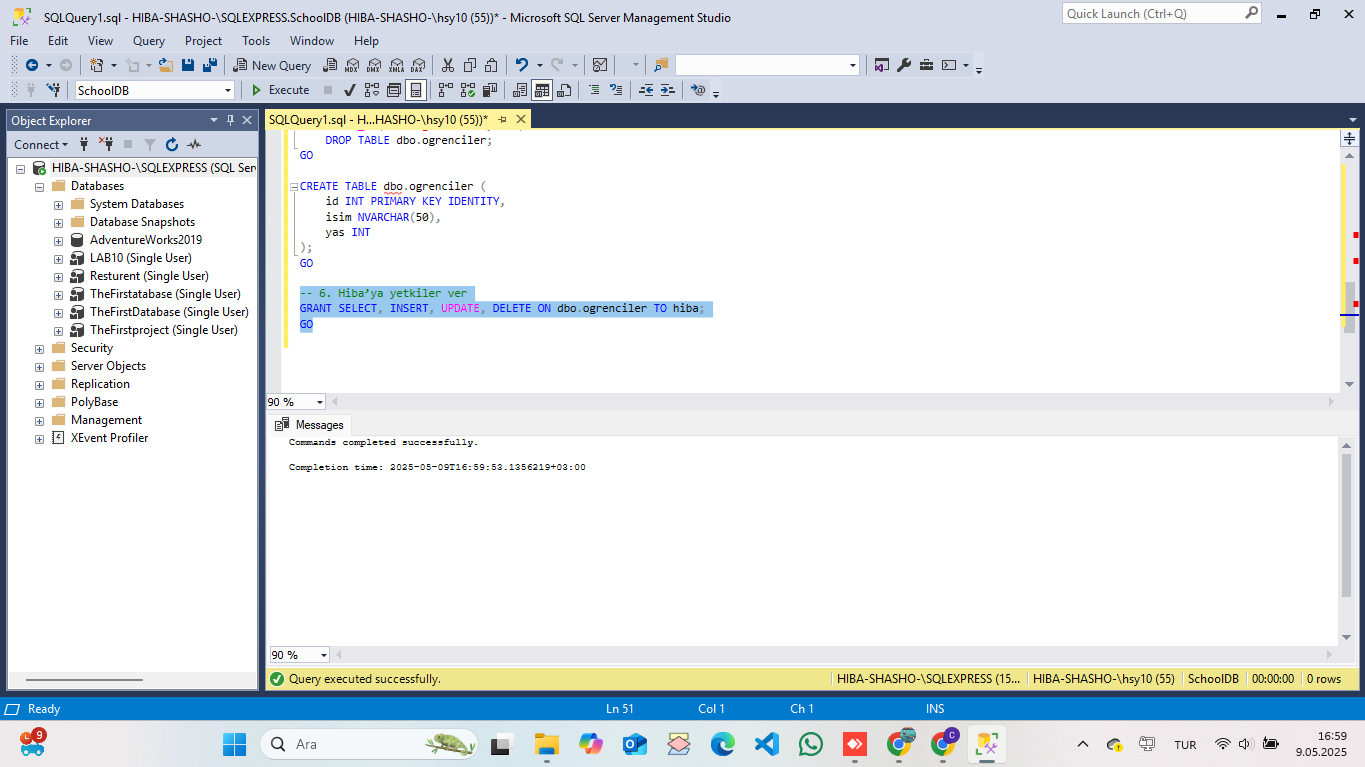 SQLQuery1.sql - HIBA-SHASHO-\SQLEXPRESS.SchoolDB (HIBA-SHASHO-\hsy10 (55))* - Microsoft SQL Server Management Studio
Quick Launch (Ctrl+Q)
File Edit View Query Project Tools Window Help
New Query
MDX DMX XMLA DAX
SchoolDB
Execute
Object Explorer
Connect
HIBA-SHASHO-\SQLEXPRESS (SQL Ser
Databases
System Databases
Database Snapshots
AdventureWorks2019
LAB10 (Single User)
Resturent (Single User)
TheFirstatabase (Single User)
TheFirstDatabase (Single User)
TheFirstproject (Single User)
Security
Server Objects
Replication
PolyBase
Management
XEvent Profiler
SQLQuery1.sql - H...HASHO-\hsy10 (55))*
DROP TABLE dbo.ogrenciler;
GO
CREATE TABLE dbo.ogrenciler (
id INT PRIMARY KEY IDENTITY,
isim NVARCHAR(50),
yas INT
);
GO
-- 6. Hiba’ya yetkiler ver
GRANT SELECT, INSERT, UPDATE, DELETE ON dbo.ogrenciler TO hiba;
GO
90 %
Messages
Commands completed successfully.
Completion time: 2025-05-09T16:59:53.1356219+03:00
90 %
Query executed successfully.
HIBA-SHASHO-\SQLEXPRESS (15... HIBA-SHASHO-\hsy10 (55) SchoolDB 00:00:00 0 rows
Ready Ln 51 Col 1 Ch 1 INS
9
Ara
C
TUR
16:59
9.05.2025